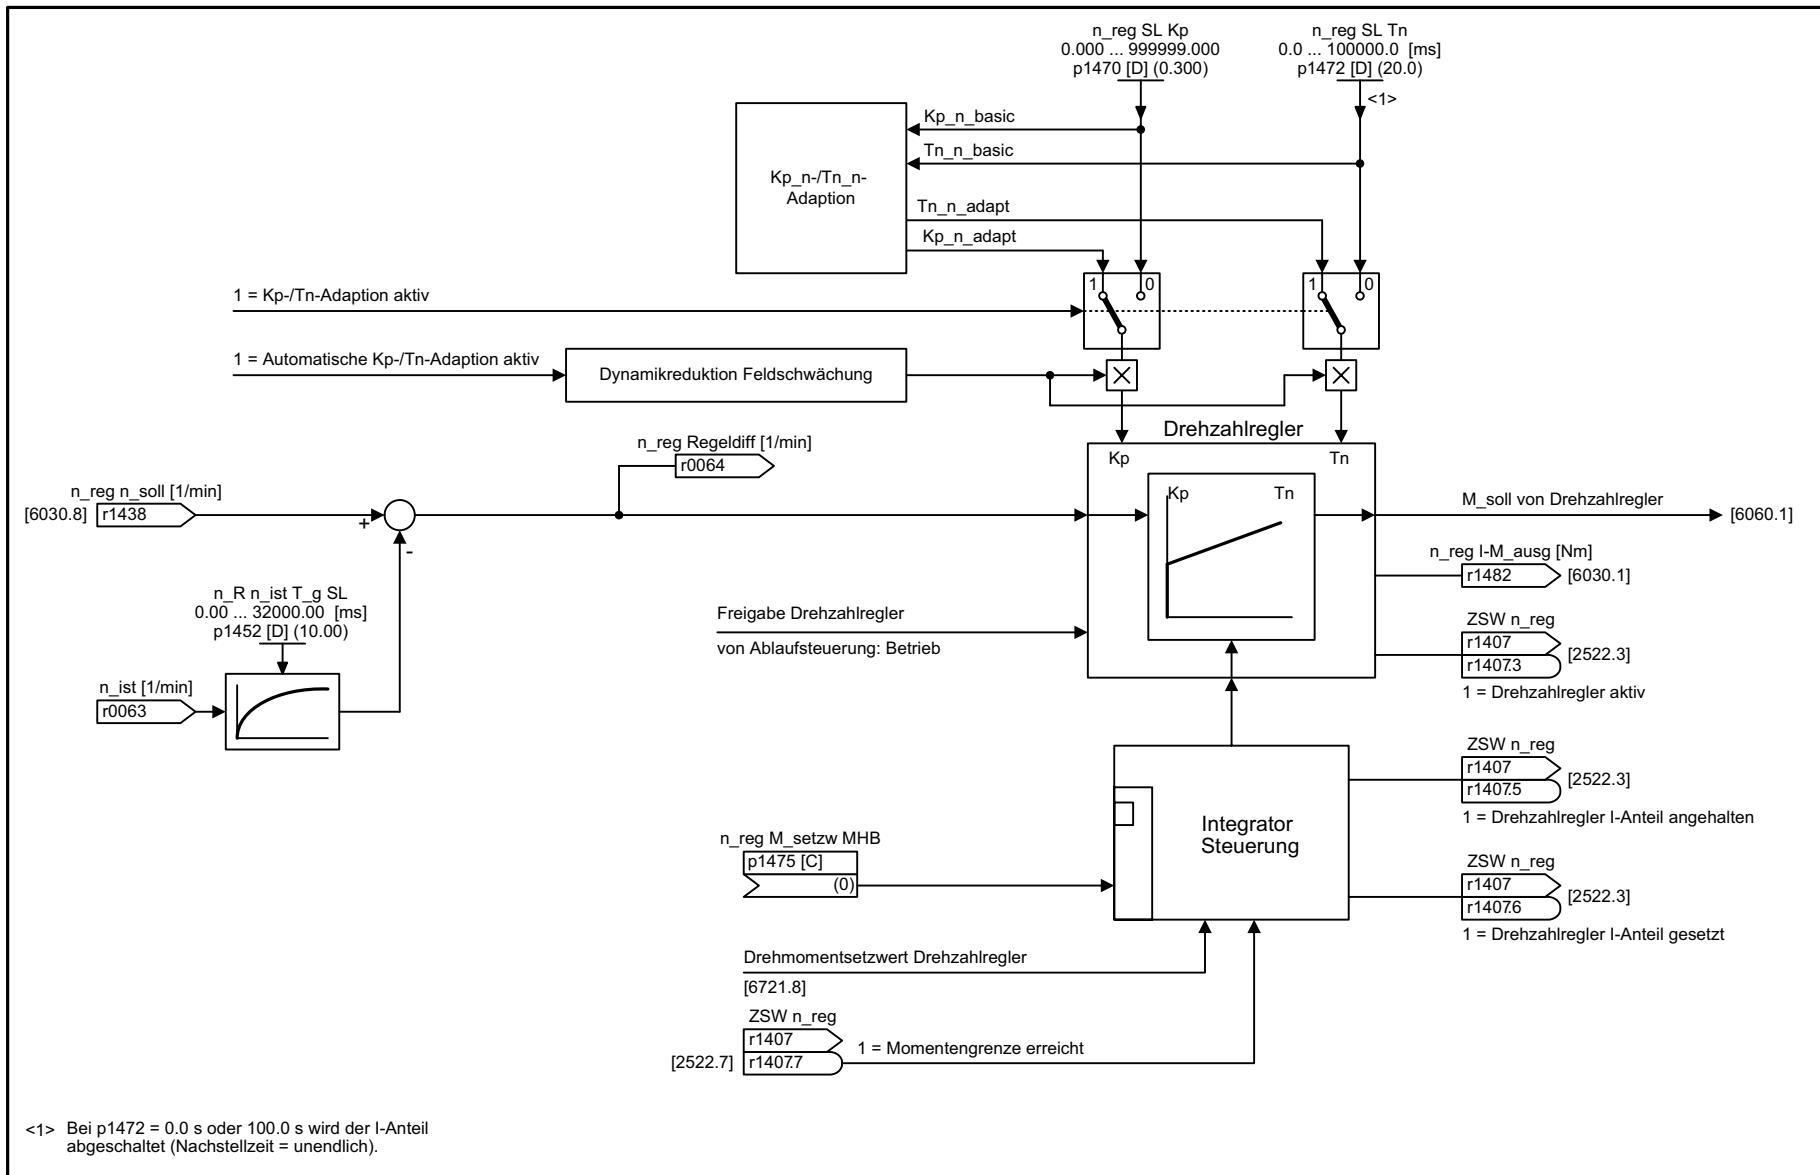 n_reg SL Kp
0.000 ... 999999.000
p1470 [D] (0.300)
n_reg SL Tn
0.0 ... 100000.0 [ms]
p1472 [D] (20.0)
<1>
Kp_n_basic
Tn_n_basic
Kp_n-/Tn_n-
Adaption
Tn_n_adapt
Kp_n_adapt
1 0
1 0
1 = Kp-/Tn-Adaption aktiv
1 = Automatische Kp-/Tn-Adaption aktiv
Dynamikreduktion Feldschwächung
Drehzahlregler
Kp Tn
Kp Tn
n_reg Regeldiff [1/min]
r0064
n_reg n_soll [1/min]
[6030.8] r1438
+
-
M_soll von Drehzahlregler
[6060.1]
n_reg I-M_ausg [Nm]
r1482 [6030.1]
n_R n_ist T_g SL
0.00 ... 32000.00 [ms]
p1452 [D] (10.00)
n_ist [1/min]
r0063
Freigabe Drehzahlregler
von Ablaufsteuerung: Betrieb
ZSW n_reg
r1407
r1407.3
[2522.3]
1 = Drehzahlregler aktiv
ZSW n_reg
r1407
r1407.5
[2522.3]
1 = Drehzahlregler I-Anteil angehalten
Integrator
Steuerung
n_reg M_setzw MHB
p1475 [C]
(0)
ZSW n_reg
r1407
r1407.6
[2522.3]
1 = Drehzahlregler I-Anteil gesetzt
Drehmomentsetzwert Drehzahlregler
[6721.8]
ZSW n_reg
r1407
[2522.7] r1407.7
1 = Momentengrenze erreicht
<1> Bei p1472 = 0.0 s oder 100.0 s wird der I-Anteil
abgeschaltet (Nachstellzeit = unendlich).